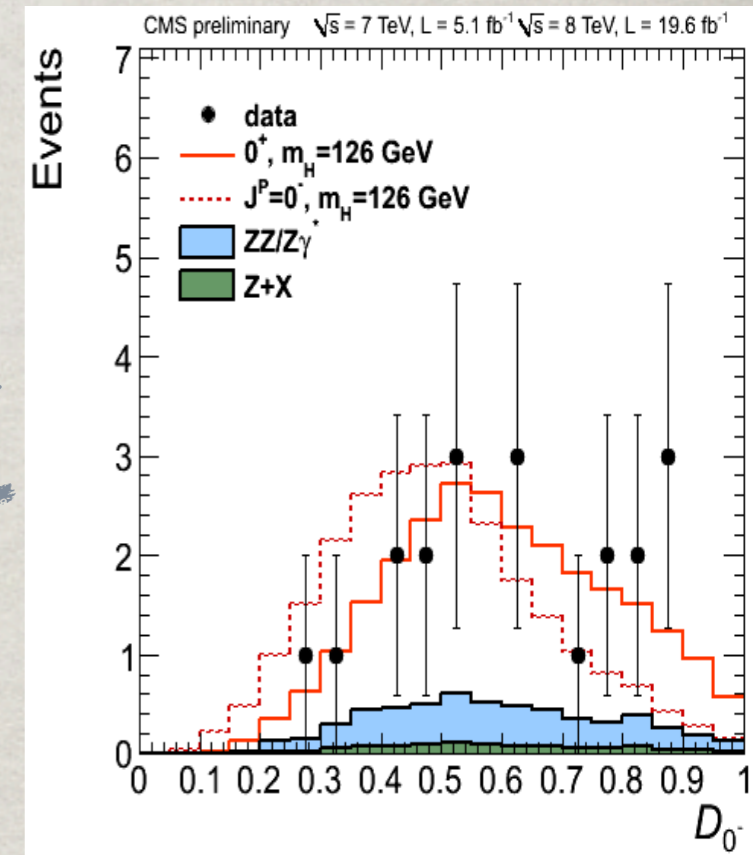 CMS preliminary √s = 7 TeV, L = 5.1 fb⁻¹ √s = 8 TeV, L = 19.6 fb⁻¹
Events
7
6
5
4
3
2
1
0
data
0⁺, m_H=126 GeV
J^P=0⁻, m_H=126 GeV
ZZ/Zγ*
Z+X
0 0.1 0.2 0.3 0.4 0.5 0.6 0.7 0.8 0.9 1
D_0⁻